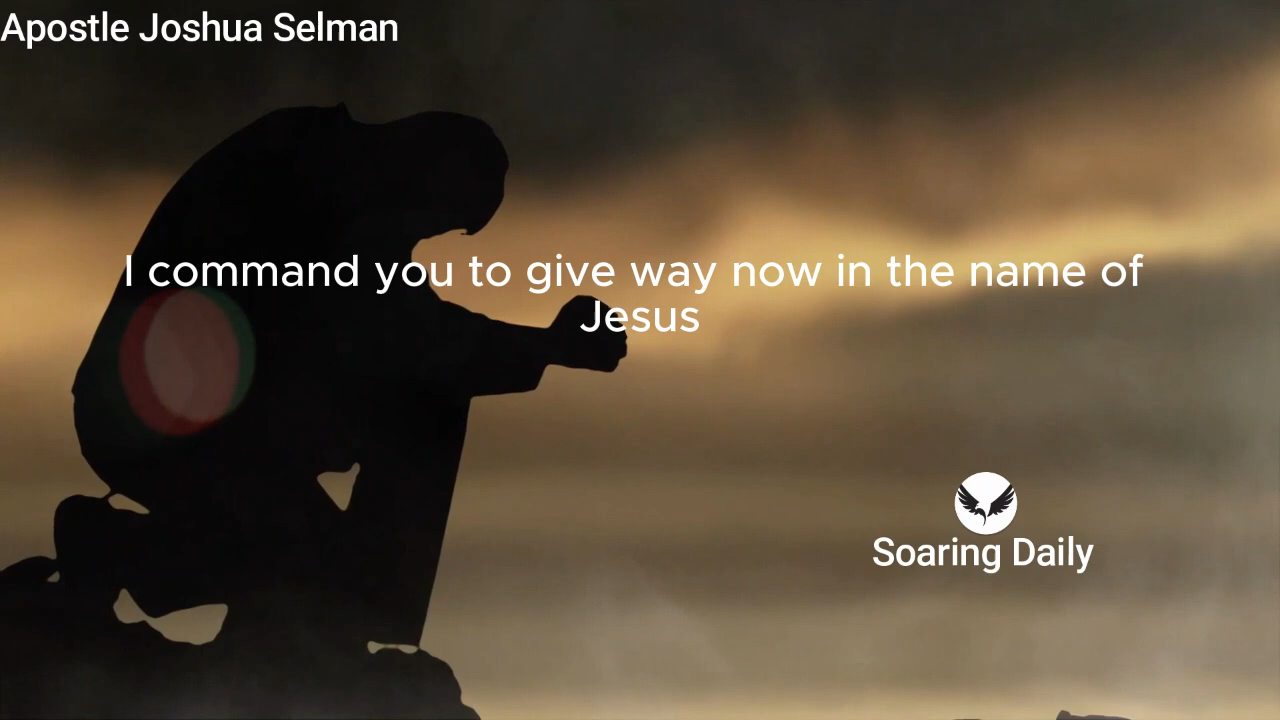 Apostle Joshua Selman
I command you to give way now in the name of
Jesus
Soaring Daily